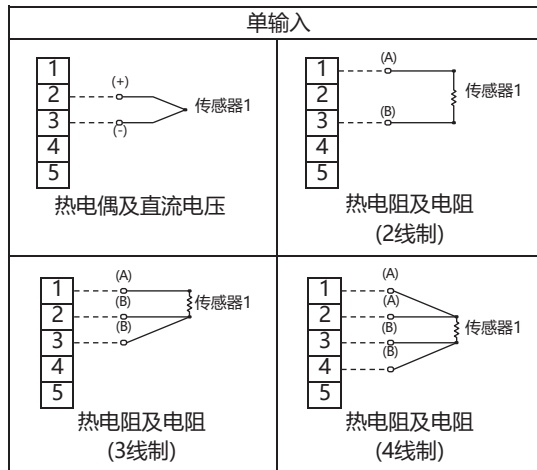 单输入
1
2
3
4
5
(+)
(-)
传感器1
热电偶及直流电压
1
2
3
4
5
(A)
(B)
传感器1
热电阻及电阻
(2线制)
1
2
3
4
5
(A)
(B)
(B)
传感器1
热电阻及电阻
(3线制)
1
2
3
4
5
(A)
(A)
(B)
(B)
传感器1
热电阻及电阻
(4线制)